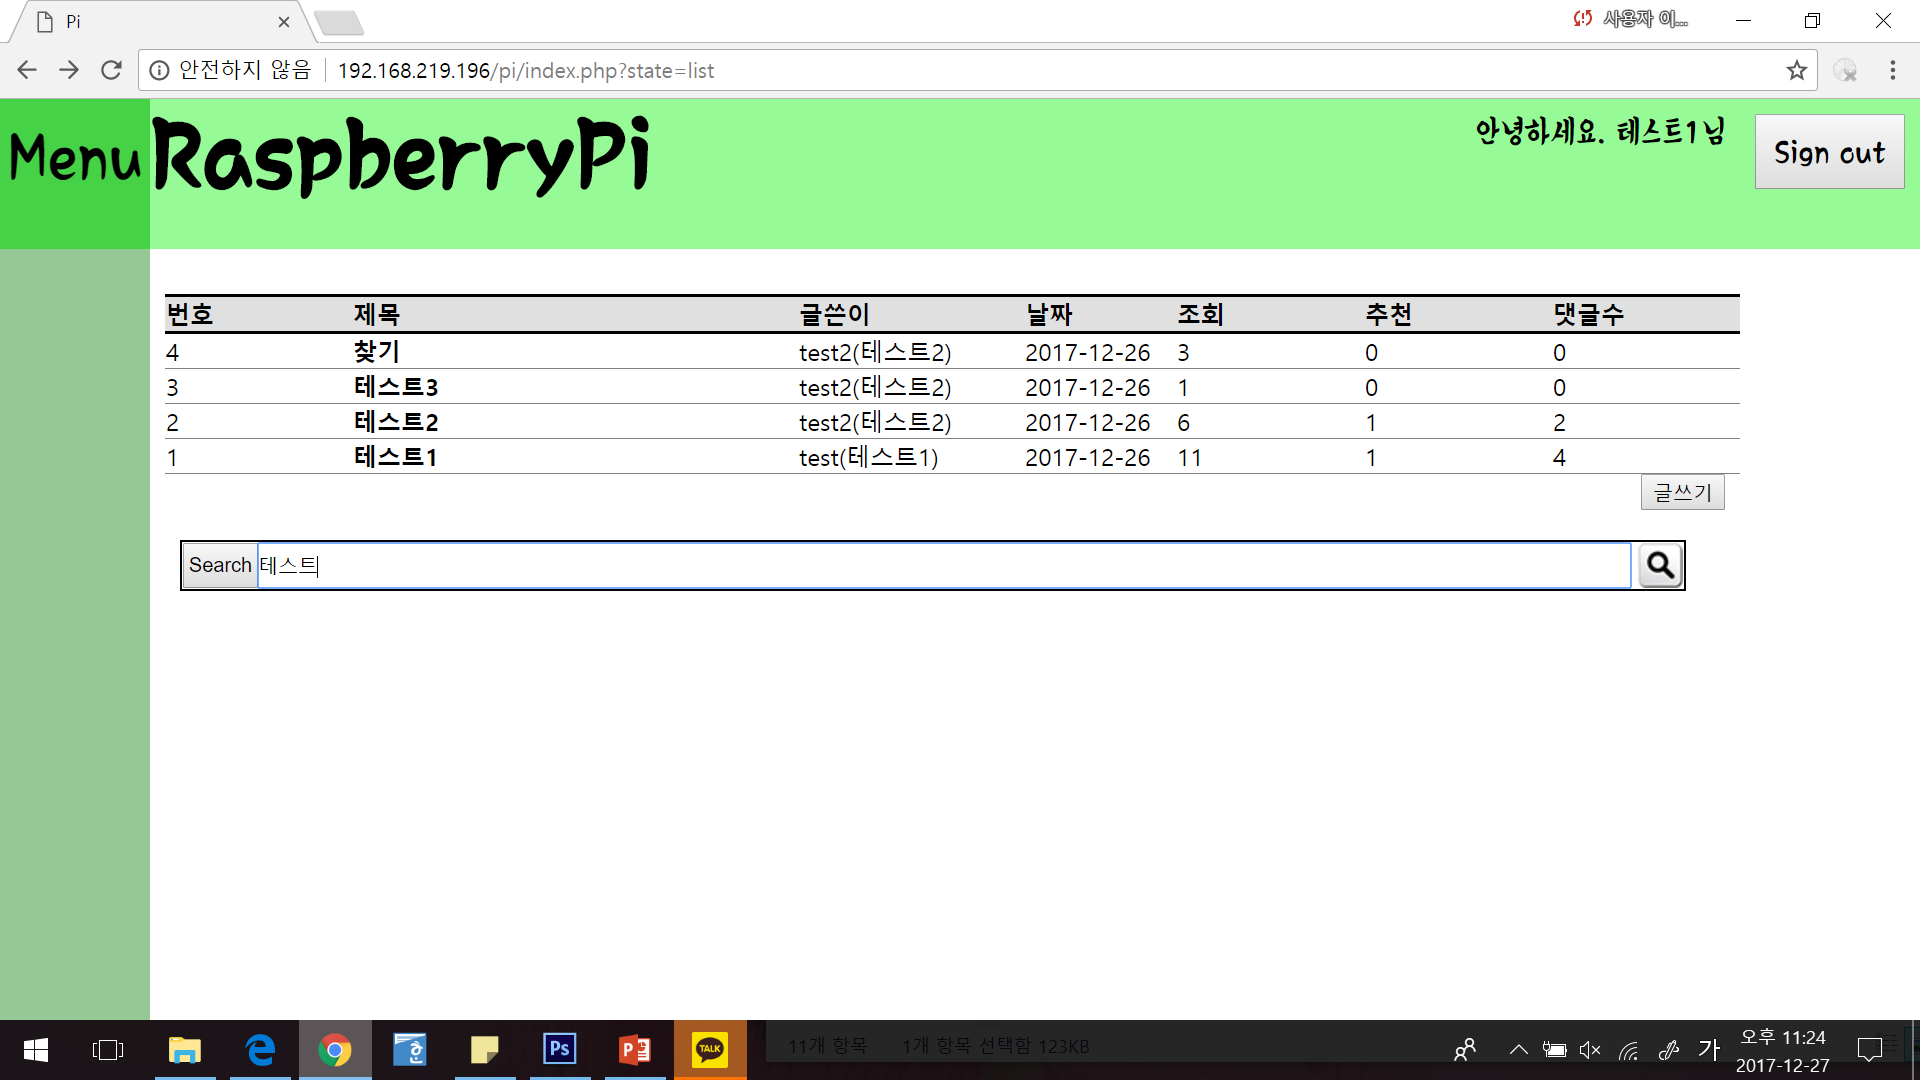 Pi
사용자 이...
안전하지 않음 192.168.219.196/pi/index.php?state=list
Menu RaspberryPi
안녕하세요. 테스트1님
Sign out
번호 제목 글쓴이 날짜 조회 추천 댓글수
4 찾기 test2(테스트2) 2017-12-26 3 0 0
3 테스트3 test2(테스트2) 2017-12-26 1 0 0
2 테스트2 test2(테스트2) 2017-12-26 6 1 2
1 테스트1 test(테스트1) 2017-12-26 11 1 4
글쓰기
Search 테스트
Ps
TALK
11개 항목 1개 항목 선택함 123KB
가
오후 11:24
2017-12-27